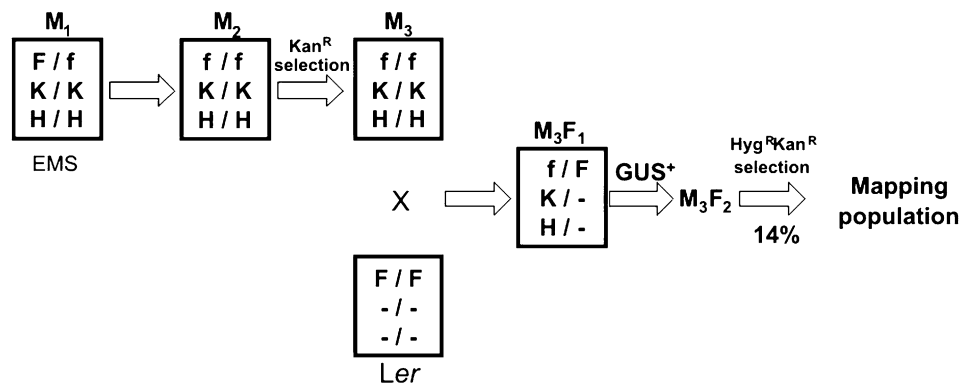 M₁
F / f
K / K
H / H
EMS
M₂
f / f
K / K
H / H
Kanᴿ
selection
M₃
f / f
K / K
H / H
X
F / F
- / -
- / -
Ler
M₃F₁
f / F
K / -
H / -
GUS⁺
M₃F₂
HygᴿKanᴿ
selection
14%
Mapping
population